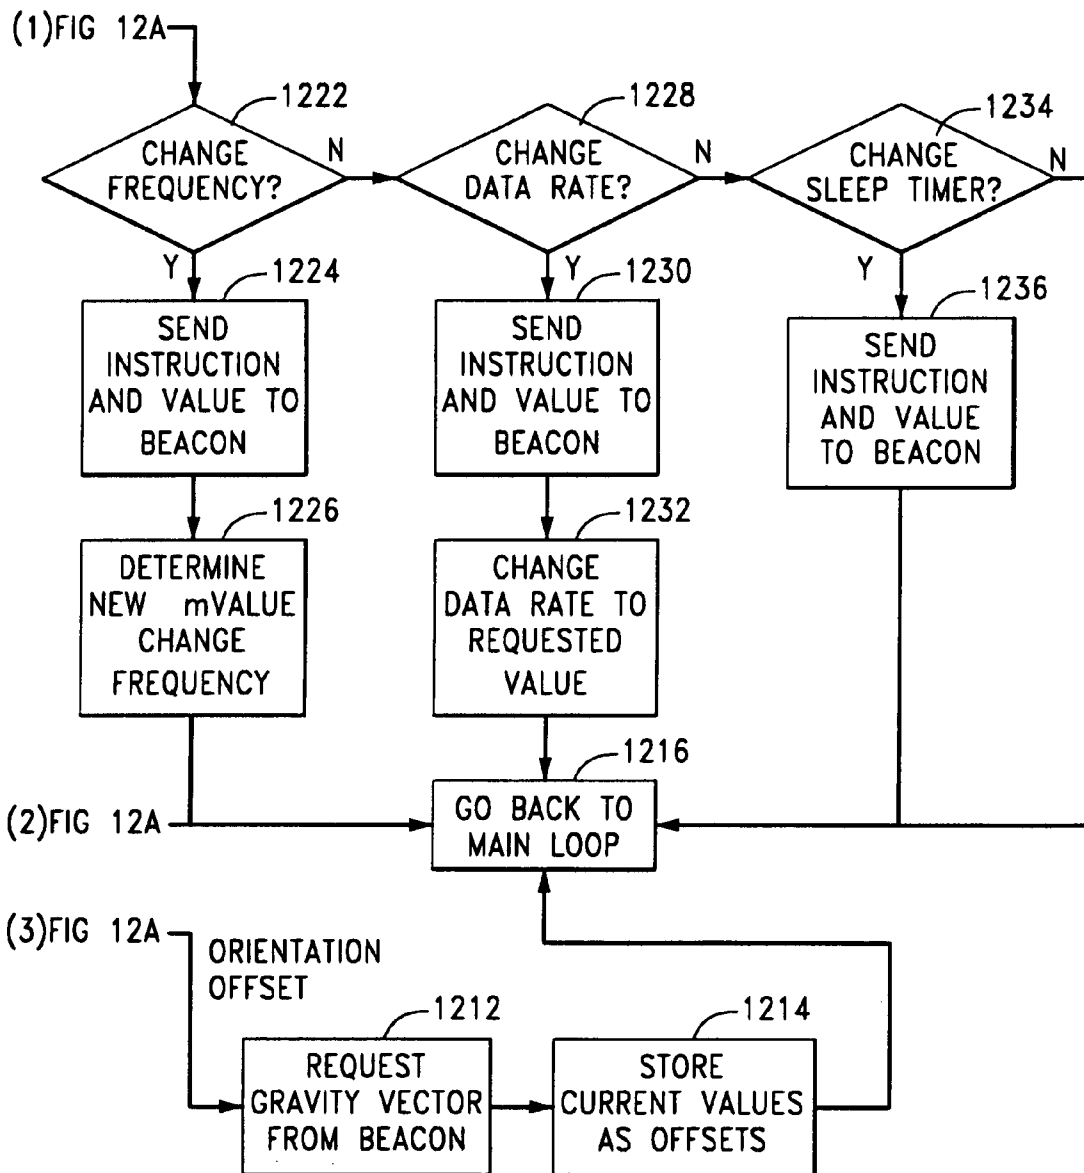 (1)FIG 12A
1222
CHANGE
FREQUENCY?
N
Y
1228
CHANGE
DATA RATE?
N
Y
1234
CHANGE
SLEEP TIMER?
N
Y
1224
SEND
INSTRUCTION
AND VALUE TO
BEACON
1230
SEND
INSTRUCTION
AND VALUE TO
BEACON
1236
SEND
INSTRUCTION
AND VALUE
TO BEACON
1226
DETERMINE
NEW mVALUE
CHANGE
FREQUENCY
1232
CHANGE
DATA RATE TO
REQUESTED
VALUE
(2)FIG 12A
1216
GO BACK TO
MAIN LOOP
(3)FIG 12A
ORIENTATION
OFFSET
1212
REQUEST
GRAVITY VECTOR
FROM BEACON
1214
STORE
CURRENT VALUES
AS OFFSETS